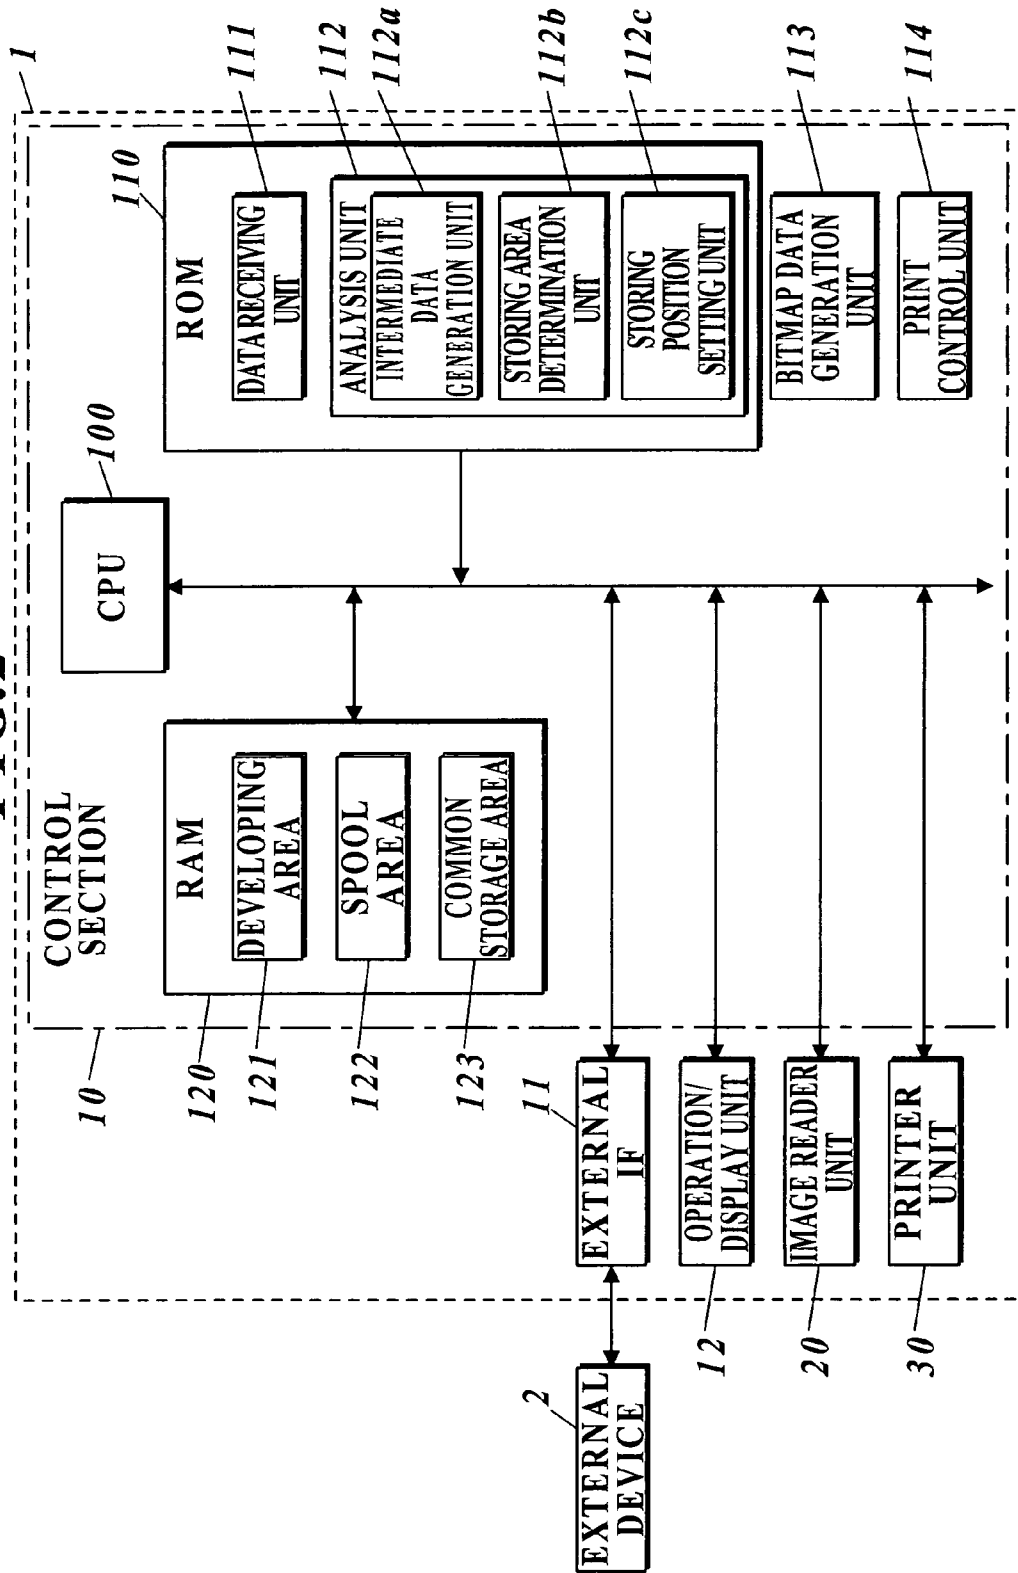 1
CONTROL
SECTION
10
CPU
100
RAM
120
DEVELOPING
AREA
121
SPOOL
AREA
122
COMMON
STORAGE AREA
123
ROM
110
DATA RECEIVING
UNIT
111
ANALYSIS UNIT
112
INTERMEDIATE
DATA
GENERATION UNIT
112a
STORING AREA
DETERMINATION
UNIT
112b
STORING
POSITION
SETTING UNIT
112c
BITMAP DATA
GENERATION
UNIT
113
PRINT
CONTROL UNIT
114
EXTERNAL
DEVICE
2
EXTERNAL
IF
11
OPERATION/
DISPLAY UNIT
12
IMAGE READER
UNIT
20
PRINTER
UNIT
30